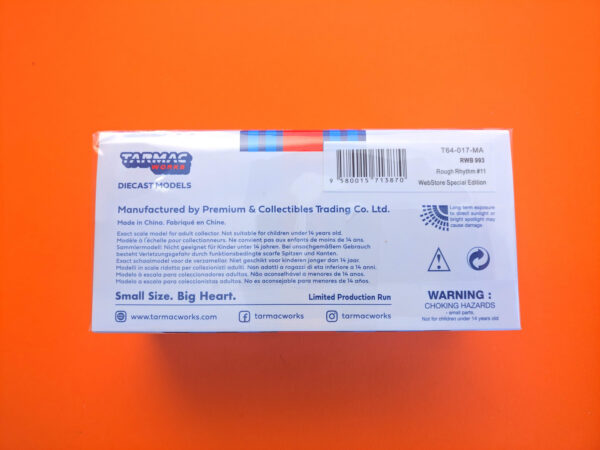 TARMAC
WORKS
DIECAST MODELS
9 580015 713870
T64-017-MA
RWB 993
Rough Rhythm #11
WebStore Special Edition
Manufactured by Premium & Collectibles Trading Co. Ltd.
Made in China. Fabriqué en Chine.
Exact scale model for adult collector. Not suitable for children under 14 years old.
Modèle à l'échelle pour collectionneurs. Ne convient pas aux enfants de moins de 14 ans.
Sammlermodell: Nicht geeignet für Kinder unter 14 Jahren. Bei unsachgemäßem Gebrauch
besteht Verletzungsgefahr durch funktionsbedingte scharfe Spitzen und Kanten.
Exact schaalmodel voor de verzamelaar. Niet geschikt voor kinderen jonger dan 14 jaar.
Modelli in scala ridotta per collezionisti adulti. Non adatti a ragazzi di eta inferiore a 14 anni.
Modelo à escala para coleccionadores adultos. Não aconselhável a menores de 14 anos.
Modelo a escala para coleccionadores adultos. No es aconsejable para menores de 14 años.
Small Size. Big Heart.
Limited Production Run
www.tarmacworks.com
tarmacworks
tarmacworks
Long term exposure
to direct sunlight or
bright spotlight may
cause damage
WARNING :
CHOKING HAZARDS
- small parts.
Not for children under 14 years old.